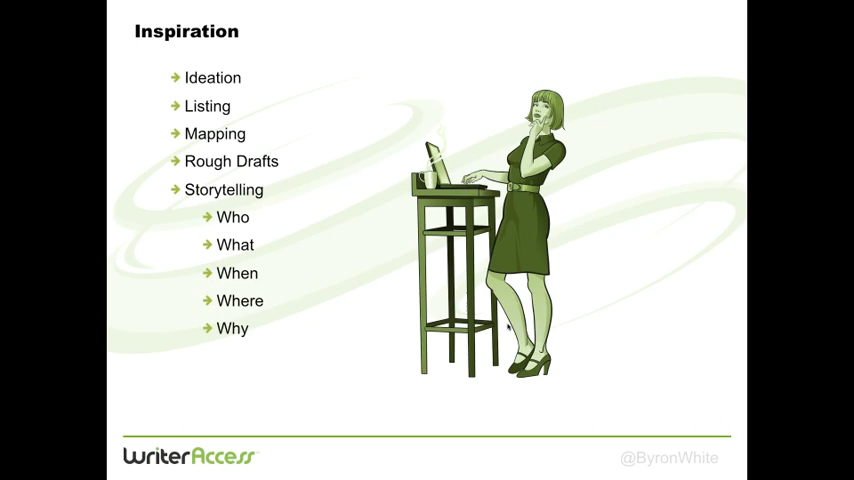 Inspiration
Ideation
Listing
Mapping
Rough Drafts
Storytelling
Who
What
When
Where
Why
WriterAccess
@ByronWhite